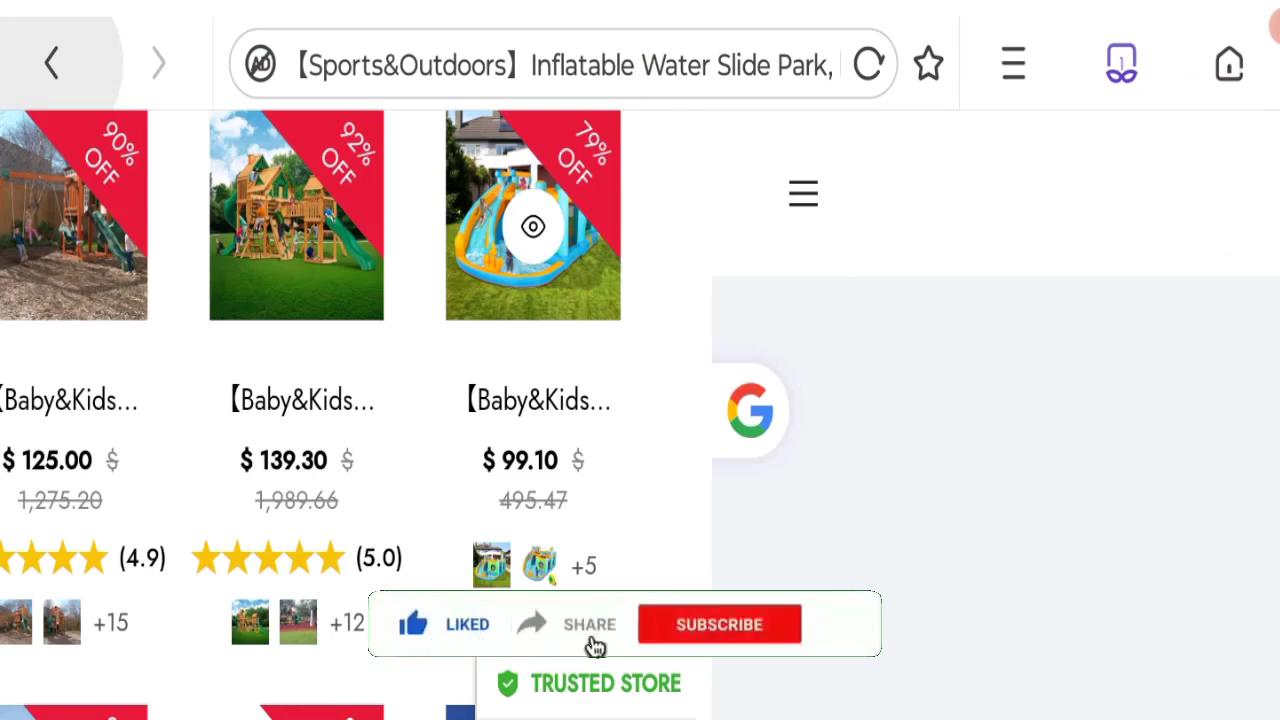 【Sports&Outdoors】Inflatable Water Slide Park,
90% OFF
92% OFF
79% OFF
【Baby&Kids...
【Baby&Kids...
【Baby&Kids...
$ 125.00 $ 1,275.20
$ 139.30 $ 1,989.66
$ 99.10 $ 495.47
(4.9)
(5.0)
+5
+15
+12
LIKED
SHARE
SUBSCRIBE
TRUSTED STORE